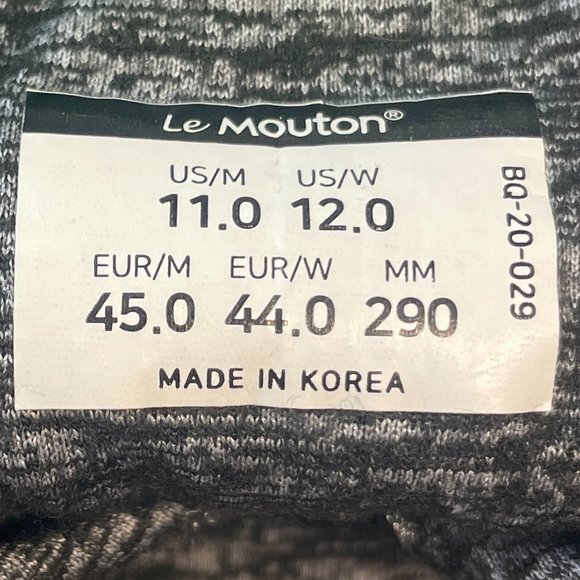 Le Mouton®
US/M US/W
11.0 12.0
EUR/M EUR/W MM
45.0 44.0 290
MADE IN KOREA
BQ-20-029